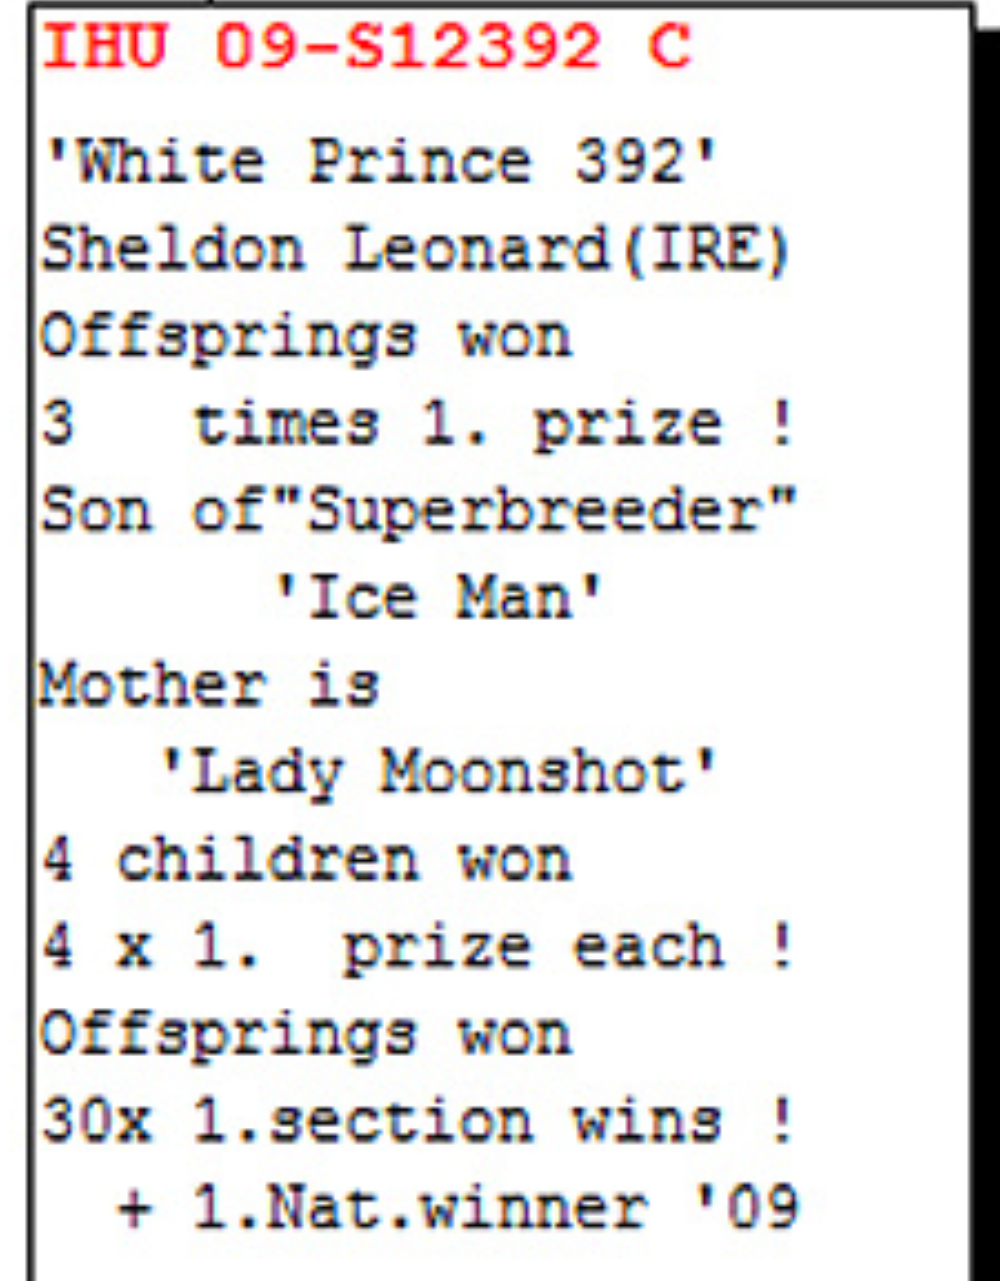 IHU 09-S12392 C
'White Prince 392'
Sheldon Leonard(IRE)
Offsprings won
3   times 1. prize !
Son of"Superbreeder"
'Ice Man'
Mother is
'Lady Moonshot'
4 children won
4 x 1.  prize each !
Offsprings won
30x 1.section wins !
+ 1.Nat.winner '09